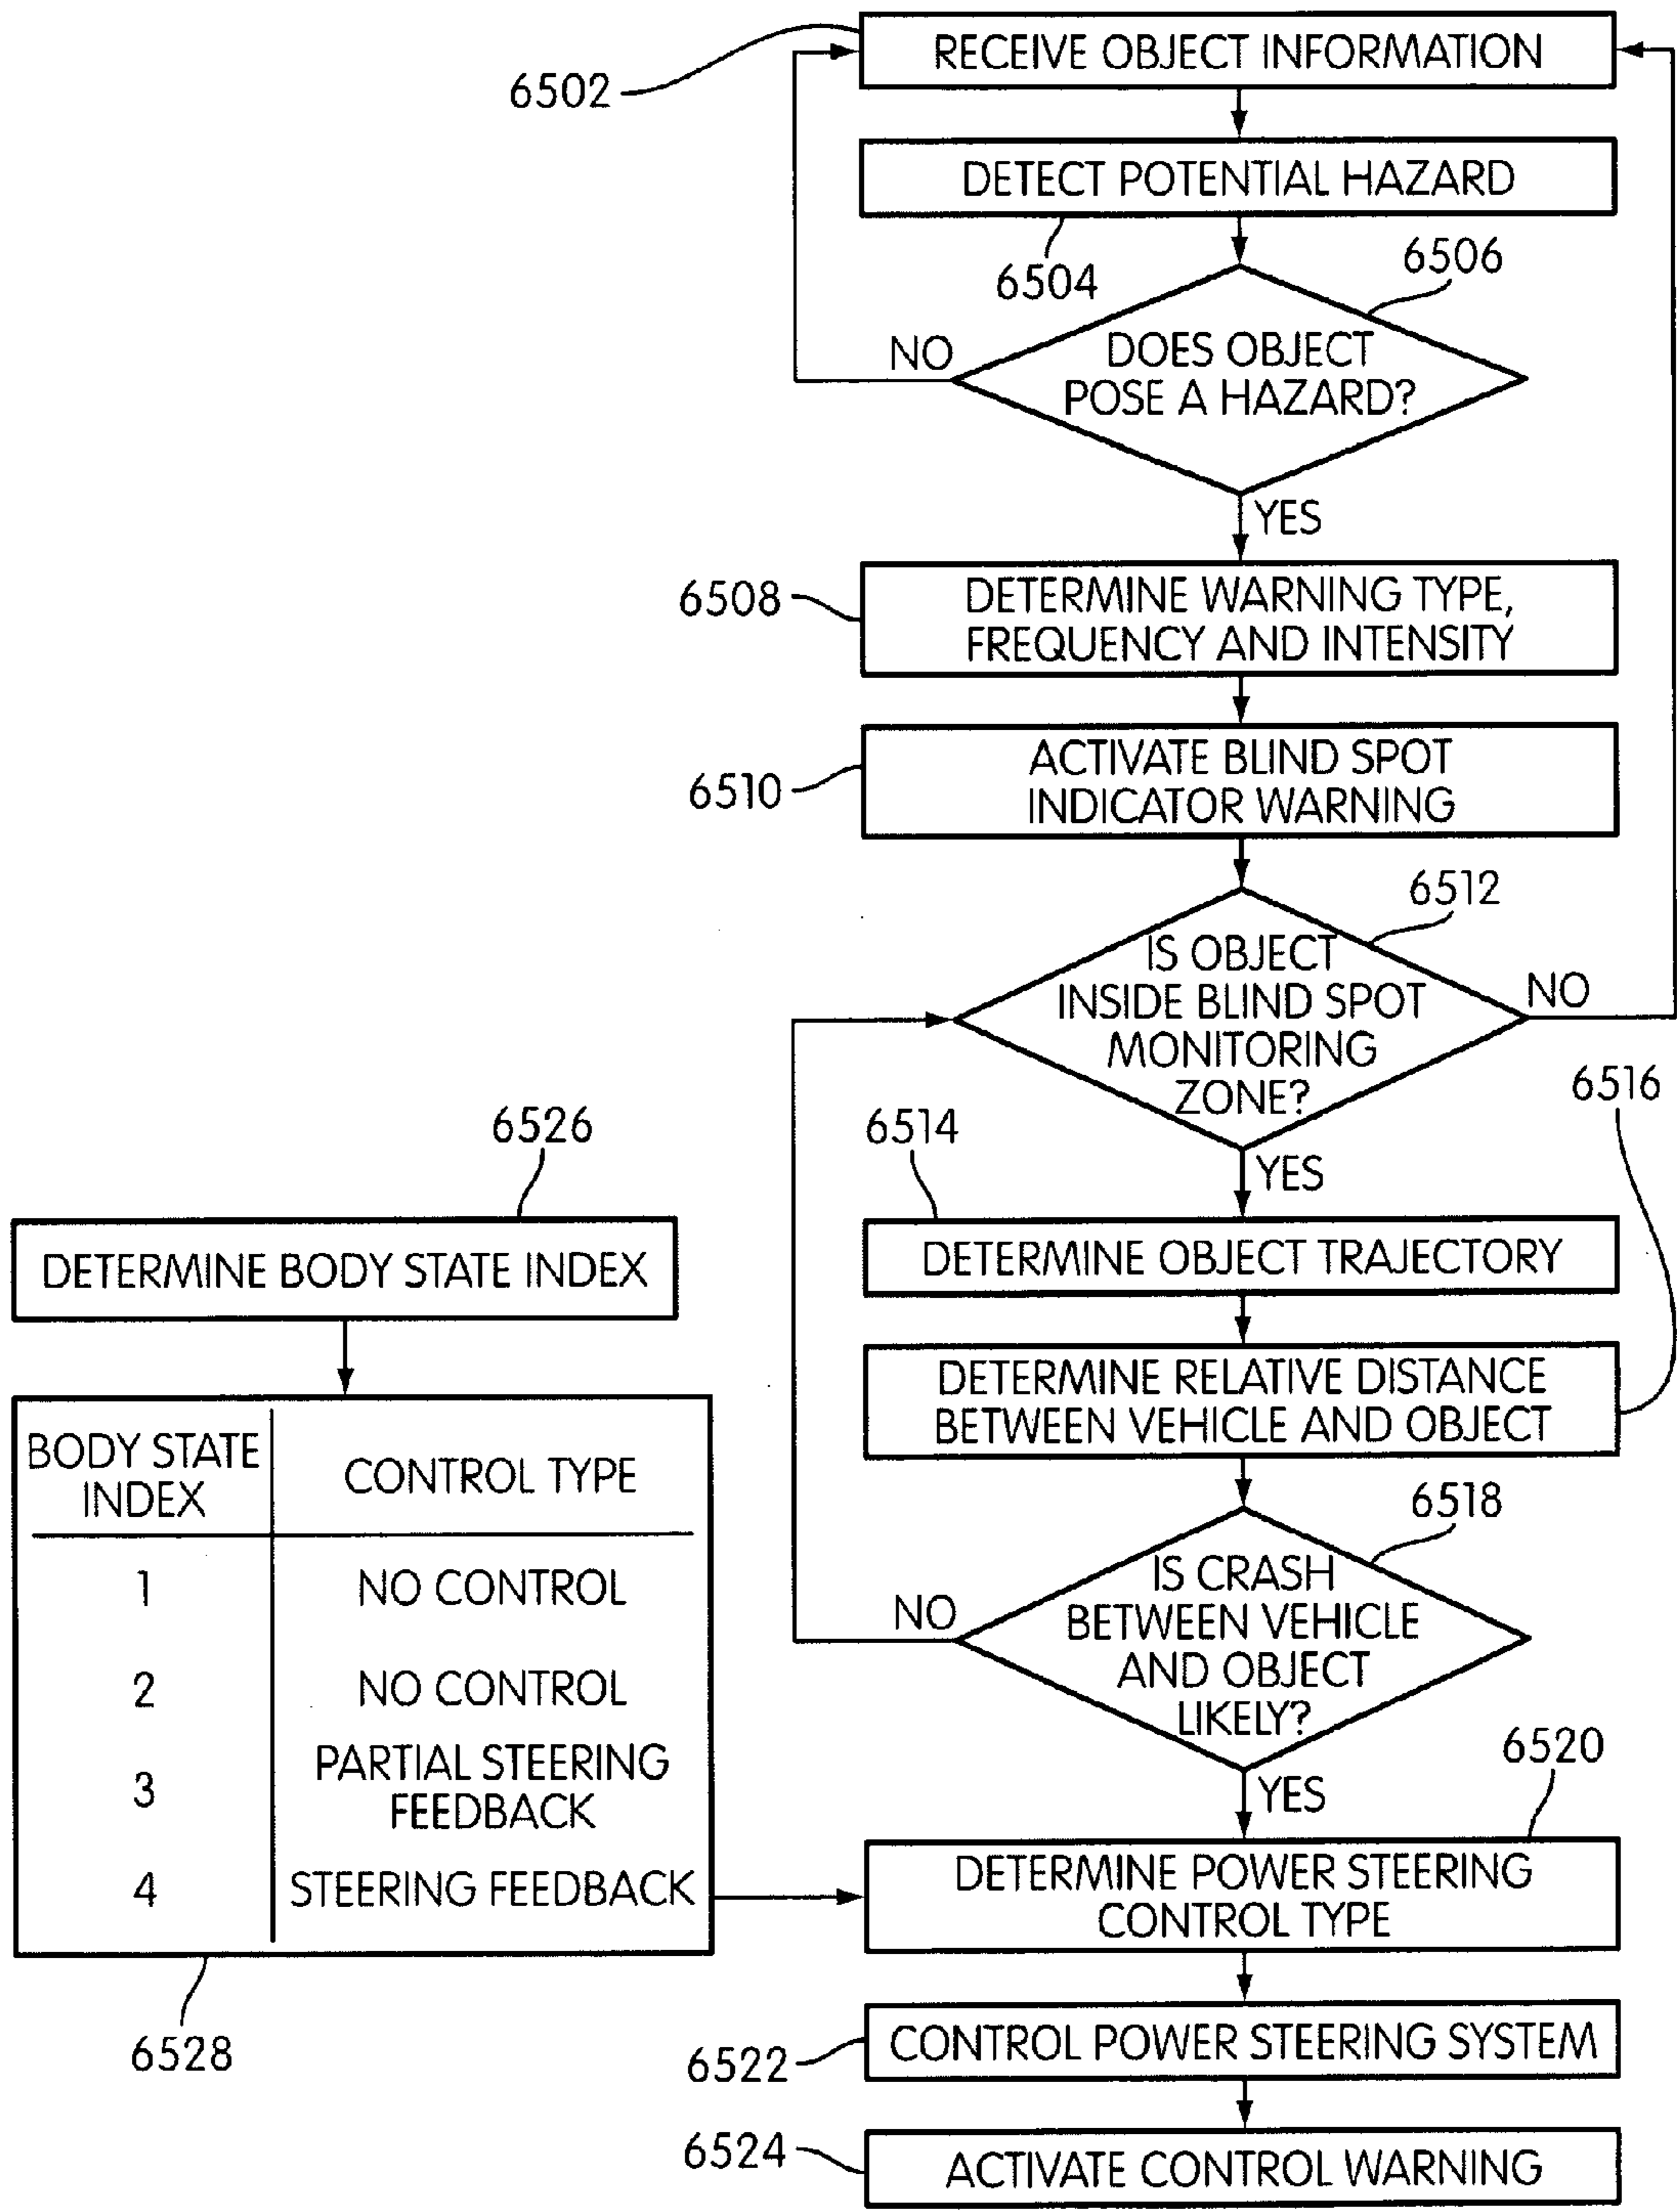 RECEIVE OBJECT INFORMATION
6502
DETECT POTENTIAL HAZARD
6504
6506
DOES OBJECT
POSE A HAZARD?
NO
YES
6508
DETERMINE WARNING TYPE,
FREQUENCY AND INTENSITY
6510
ACTIVATE BLIND SPOT
INDICATOR WARNING
6512
IS OBJECT
INSIDE BLIND SPOT
MONITORING
ZONE?
NO
YES
6514
6516
DETERMINE OBJECT TRAJECTORY
DETERMINE RELATIVE DISTANCE
BETWEEN VEHICLE AND OBJECT
6518
IS CRASH
BETWEEN VEHICLE
AND OBJECT
LIKELY?
NO
YES
6526
DETERMINE BODY STATE INDEX
BODY STATE
INDEX
CONTROL TYPE
1 NO CONTROL
2 NO CONTROL
3 PARTIAL STEERING
FEEDBACK
4 STEERING FEEDBACK
6528
6520
DETERMINE POWER STEERING
CONTROL TYPE
6522
CONTROL POWER STEERING SYSTEM
6524
ACTIVATE CONTROL WARNING